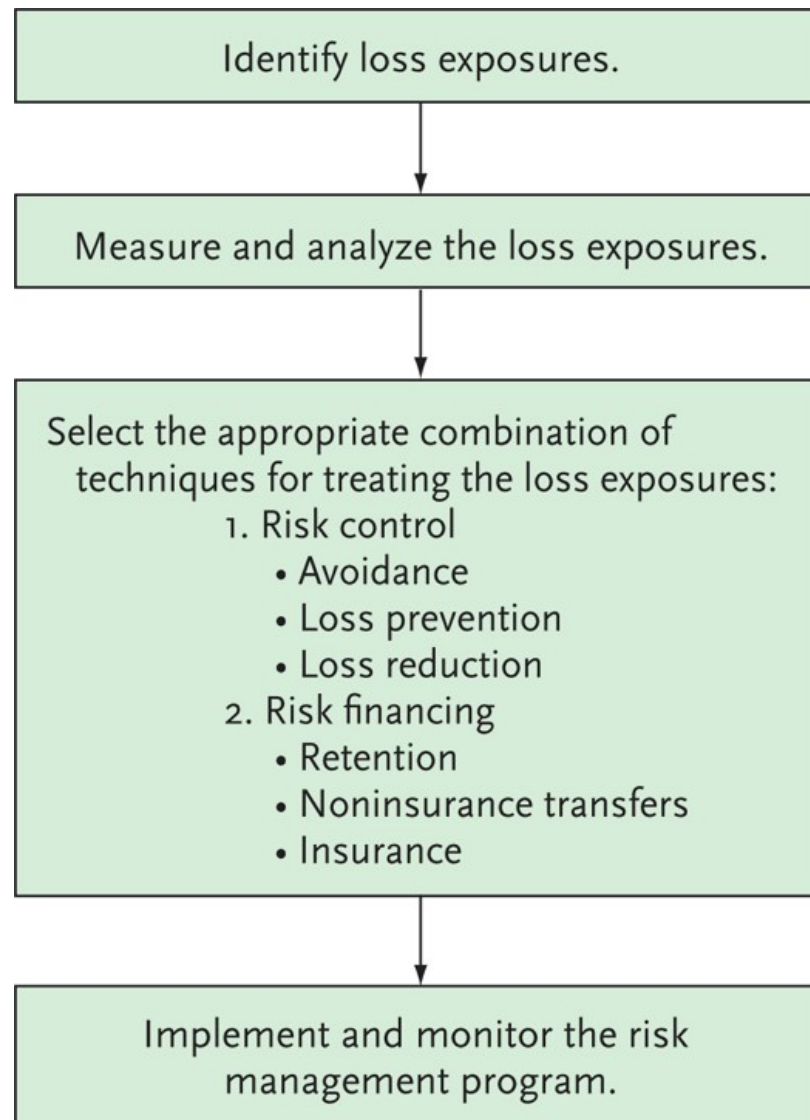 Identify loss exposures.
Measure and analyze the loss exposures.
Select the appropriate combination of
techniques for treating the loss exposures:
1. Risk control
• Avoidance
• Loss prevention
• Loss reduction
2. Risk financing
• Retention
• Noninsurance transfers
• Insurance
Implement and monitor the risk
management program.